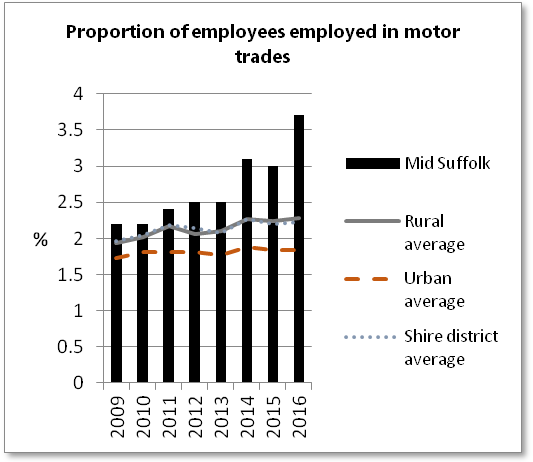 Proportion of employees employed in motor
trades
4
3.5
3
2.5
2
1.5
1
0.5
0
%
2009
2010
2011
2012
2013
2014
2015
2016
Mid Suffolk
Rural
average
Urban
average
Shire district
average